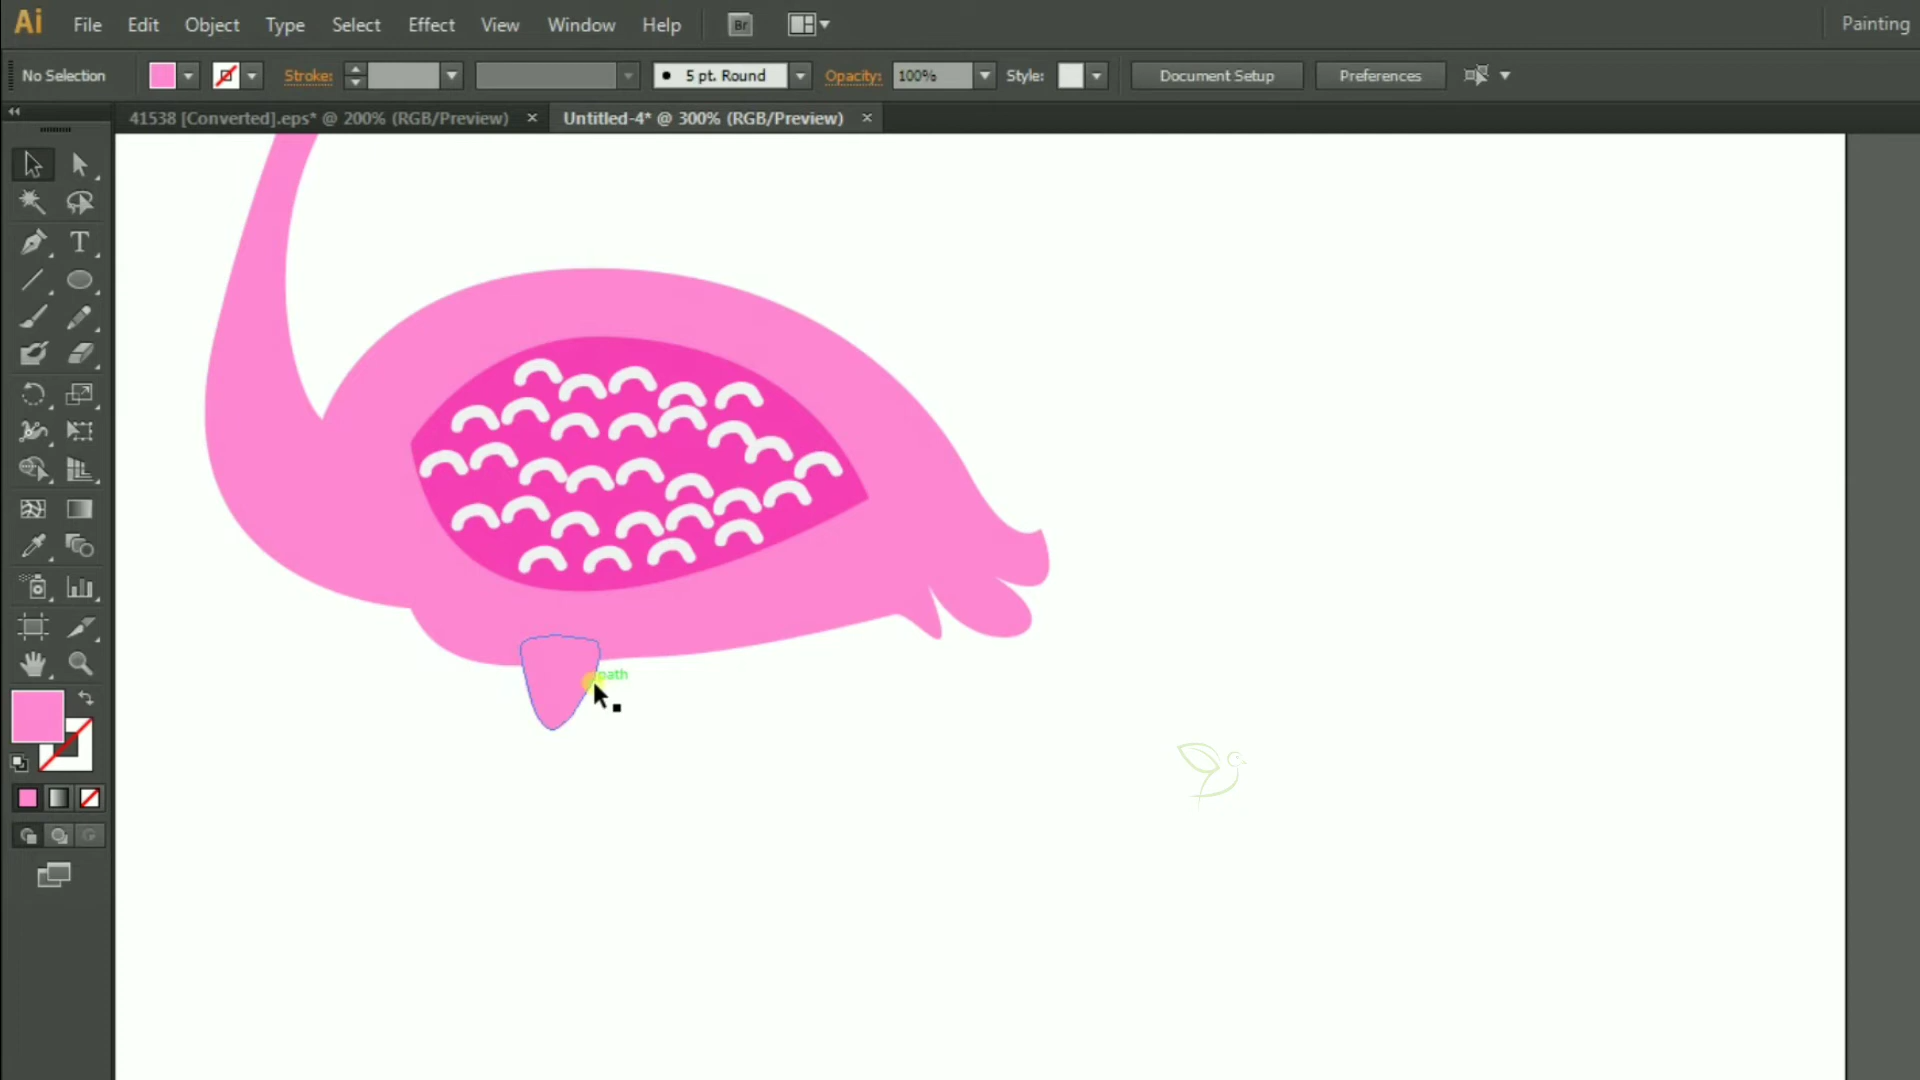 Ai File Edit Object Type Select Effect View Window Help Br Painting
No Selection Stroke: 5 pt. Round Opacity: 100% Style: Document Setup Preferences
41538 [Converted].eps* @ 200% (RGB/Preview) × Untitled-4* @ 300% (RGB/Preview) ×
path